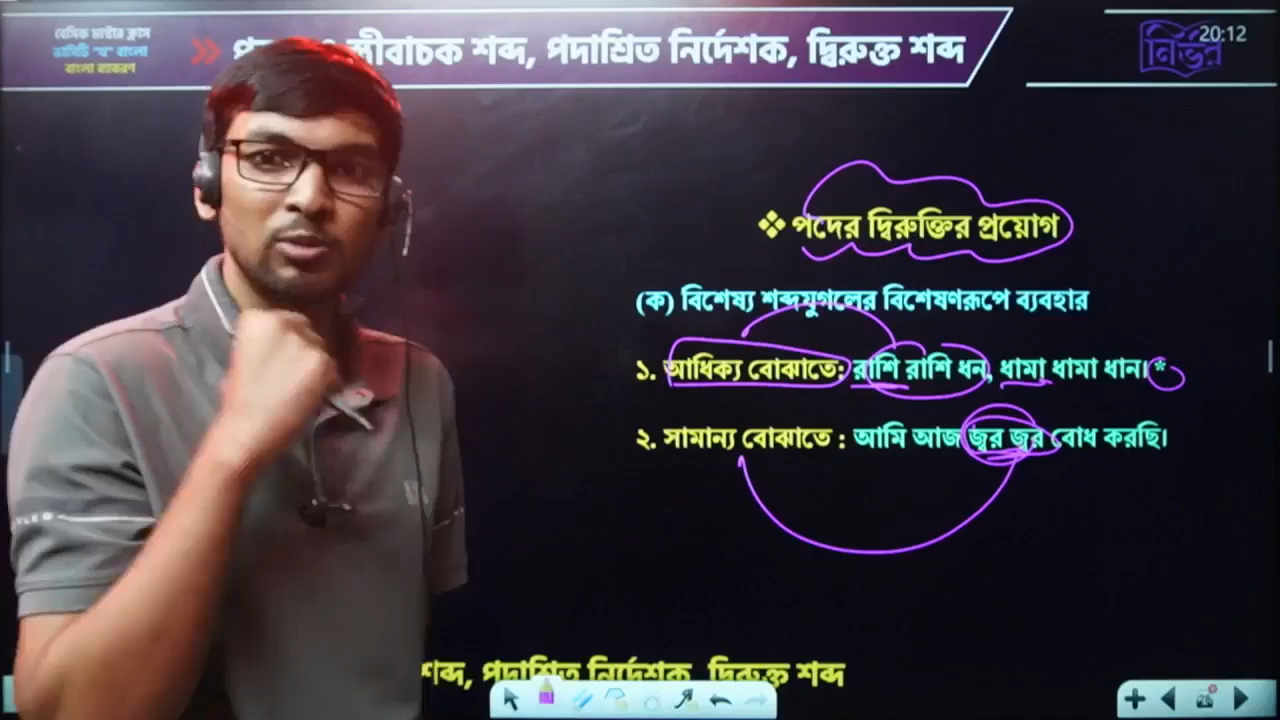 বেসিক মাস্টার ক্লাস
ভার্সিটি "খ" বাংলা
বাংলা ব্যাকরণ
স্ত্রীবাচক শব্দ, পদাশ্রিত নির্দেশক, দ্বিরুক্ত শব্দ
নির্ভর
20:12
❖ পদের দ্বিরুক্তির প্রয়োগ
(ক) বিশেষ্য শব্দযুগলের বিশেষণরূপে ব্যবহার
১. আধিক্য বোঝাতে: রাশি রাশি ধন, ধামা ধামা ধান। *
২. সামান্য বোঝাতে : আমি আজ জ্বর জ্বর বোধ করছি।
শব্দ, পদাশ্রিত নির্দেশক, দ্বিরুক্ত শব্দ